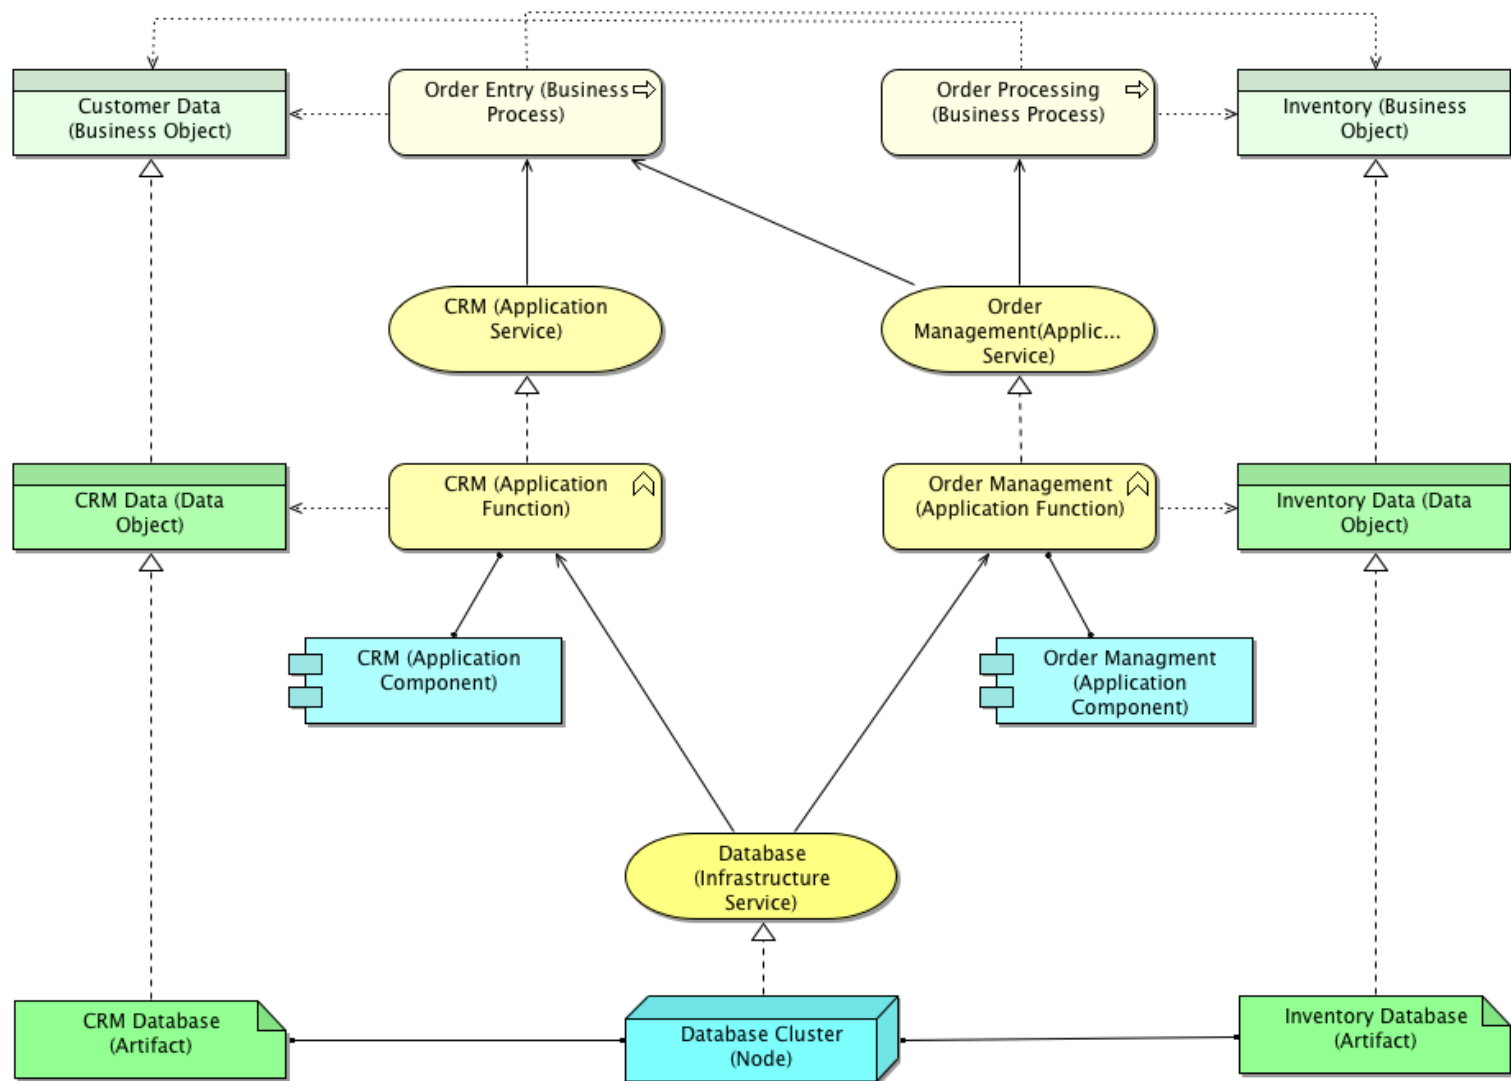 Customer Data
(Business Object)
Order Entry (Business
Process)
Order Processing
(Business Process)
Inventory (Business
Object)
CRM (Application
Service)
Order
Management(Applic...
Service)
CRM Data (Data
Object)
CRM (Application
Function)
Order Management
(Application Function)
Inventory Data (Data
Object)
CRM (Application
Component)
Order Managment
(Application
Component)
Database
(Infrastructure
Service)
CRM Database
(Artifact)
Database Cluster
(Node)
Inventory Database
(Artifact)